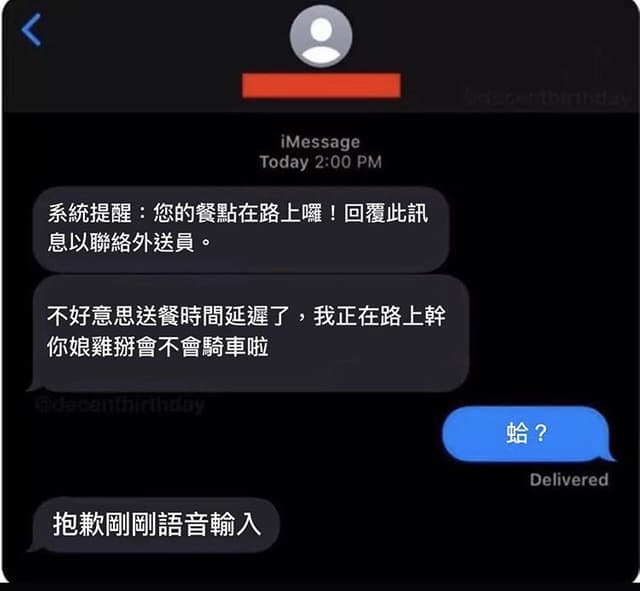 @decentbirthday
iMessage
Today 2:00 PM
系統提醒：您的餐點在路上囉！回覆此訊
息以聯絡外送員。
不好意思送餐時間延遲了，我正在路上幹
你娘雞掰會不會騎車啦
@decentbirthday
蛤？
Delivered
抱歉剛剛語音輸入